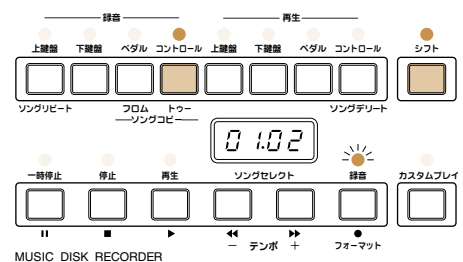 録音 再生
上鍵盤 下鍵盤 ペダル コントロール 上鍵盤 下鍵盤 ペダル コントロール シフト
ソングリピート フロム トゥー ソングデリート
ソングコピー
01.02
一時停止 停止 再生 ソングセレクト 録音 カスタムプレイ
− テンポ + フォーマット
MUSIC DISK RECORDER